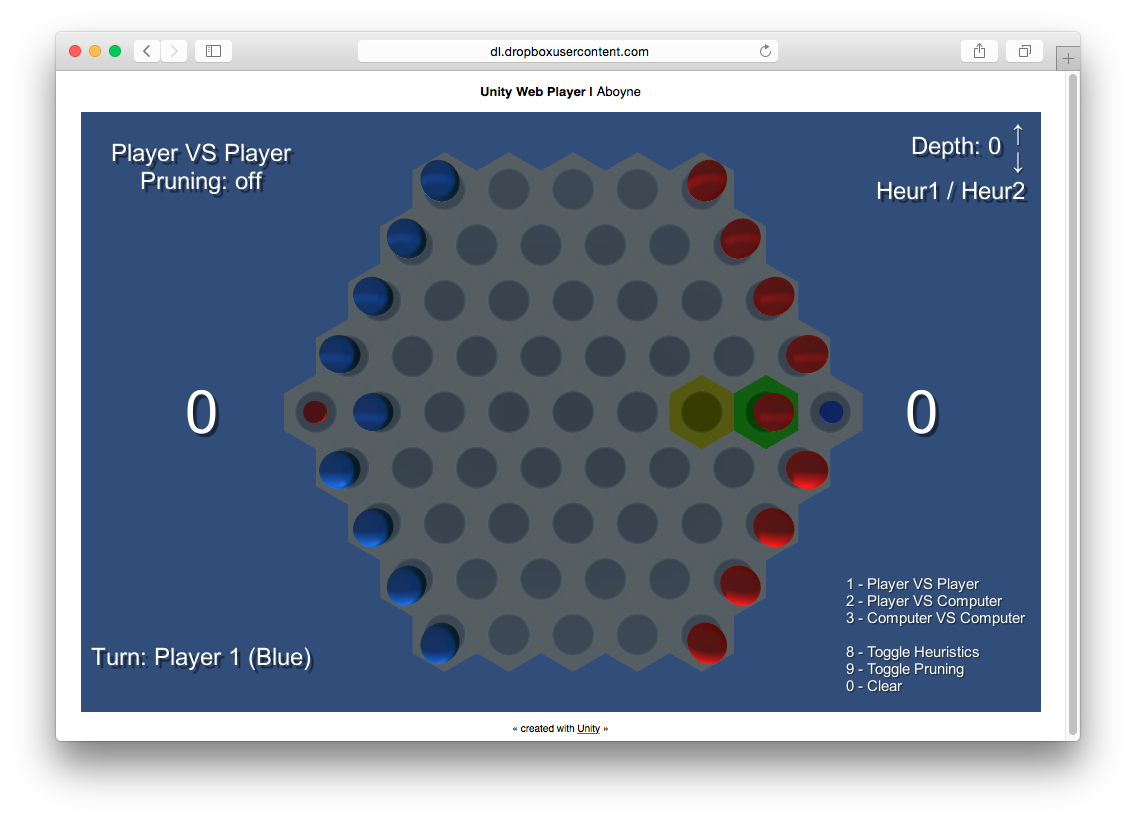 dl.dropboxusercontent.com
Unity Web Player | Aboyne
Player VS Player
Pruning: off
Depth: 0 ↑
↓
Heur1 / Heur2
0
0
1 - Player VS Player
2 - Player VS Computer
3 - Computer VS Computer
8 - Toggle Heuristics
9 - Toggle Pruning
0 - Clear
Turn: Player 1 (Blue)
« created with Unity »